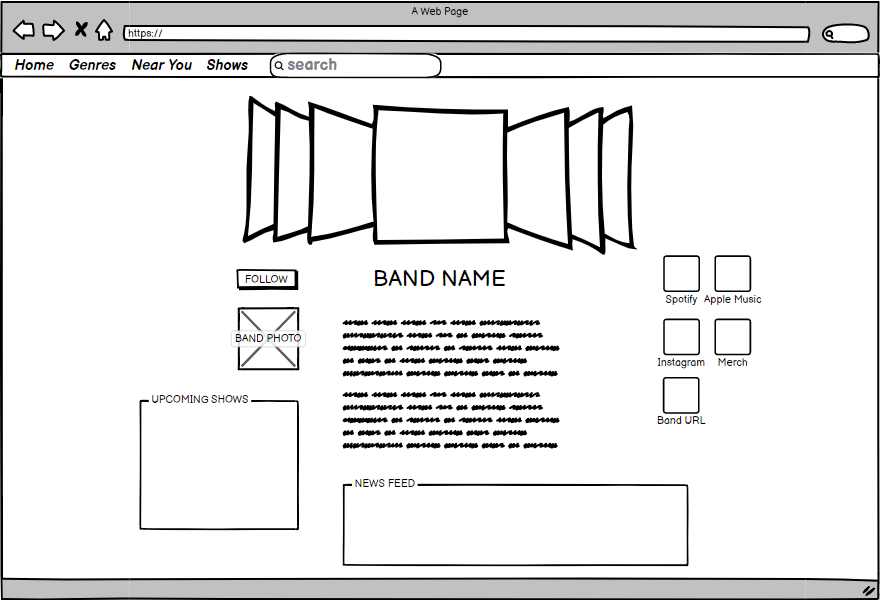 A Web Page
https://
Home Genres Near You Shows search
FOLLOW
BAND NAME
BAND PHOTO
Spotify Apple Music
Instagram Merch
Band URL
UPCOMING SHOWS
NEWS FEED